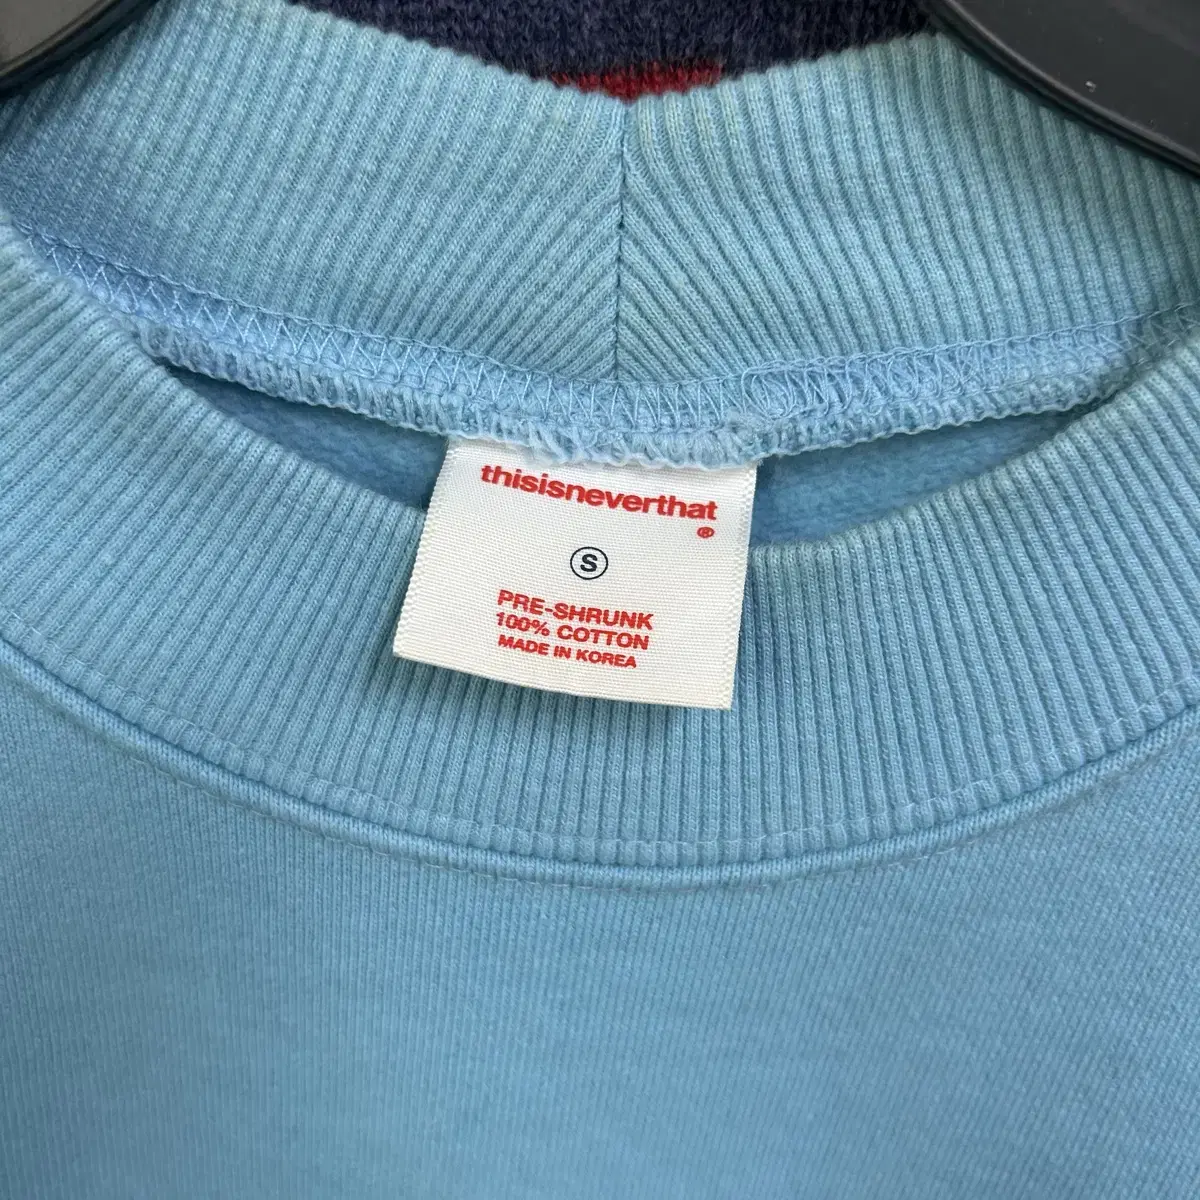 thisisneverthat
®
S
PRE-SHRUNK
100% COTTON
MADE IN KOREA